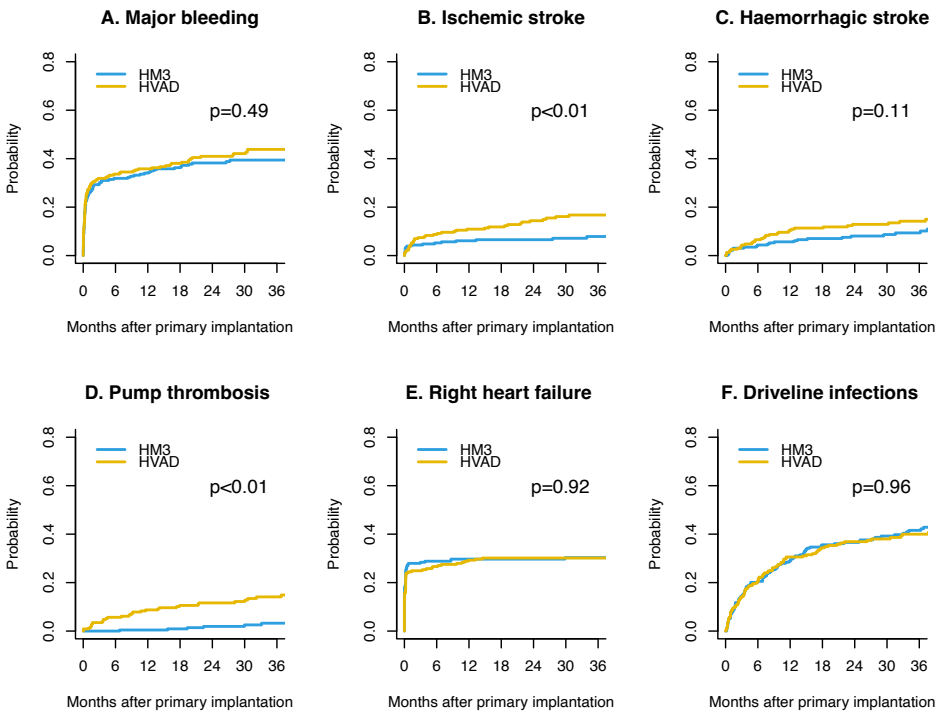 A. Major bleeding
Probability
0.0 0.2 0.4 0.6 0.8
HM3
HVAD
p=0.49
0 6 12 18 24 30 36
Months after primary implantation
B. Ischemic stroke
Probability
0.0 0.2 0.4 0.6 0.8
HM3
HVAD
p<0.01
0 6 12 18 24 30 36
Months after primary implantation
C. Haemorrhagic stroke
Probability
0.0 0.2 0.4 0.6 0.8
HM3
HVAD
p=0.11
0 6 12 18 24 30 36
Months after primary implantation
D. Pump thrombosis
Probability
0.0 0.2 0.4 0.6 0.8
HM3
HVAD
p<0.01
0 6 12 18 24 30 36
Months after primary implantation
E. Right heart failure
Probability
0.0 0.2 0.4 0.6 0.8
HM3
HVAD
p=0.92
0 6 12 18 24 30 36
Months after primary implantation
F. Driveline infections
Probability
0.0 0.2 0.4 0.6 0.8
HM3
HVAD
p=0.96
0 6 12 18 24 30 36
Months after primary implantation